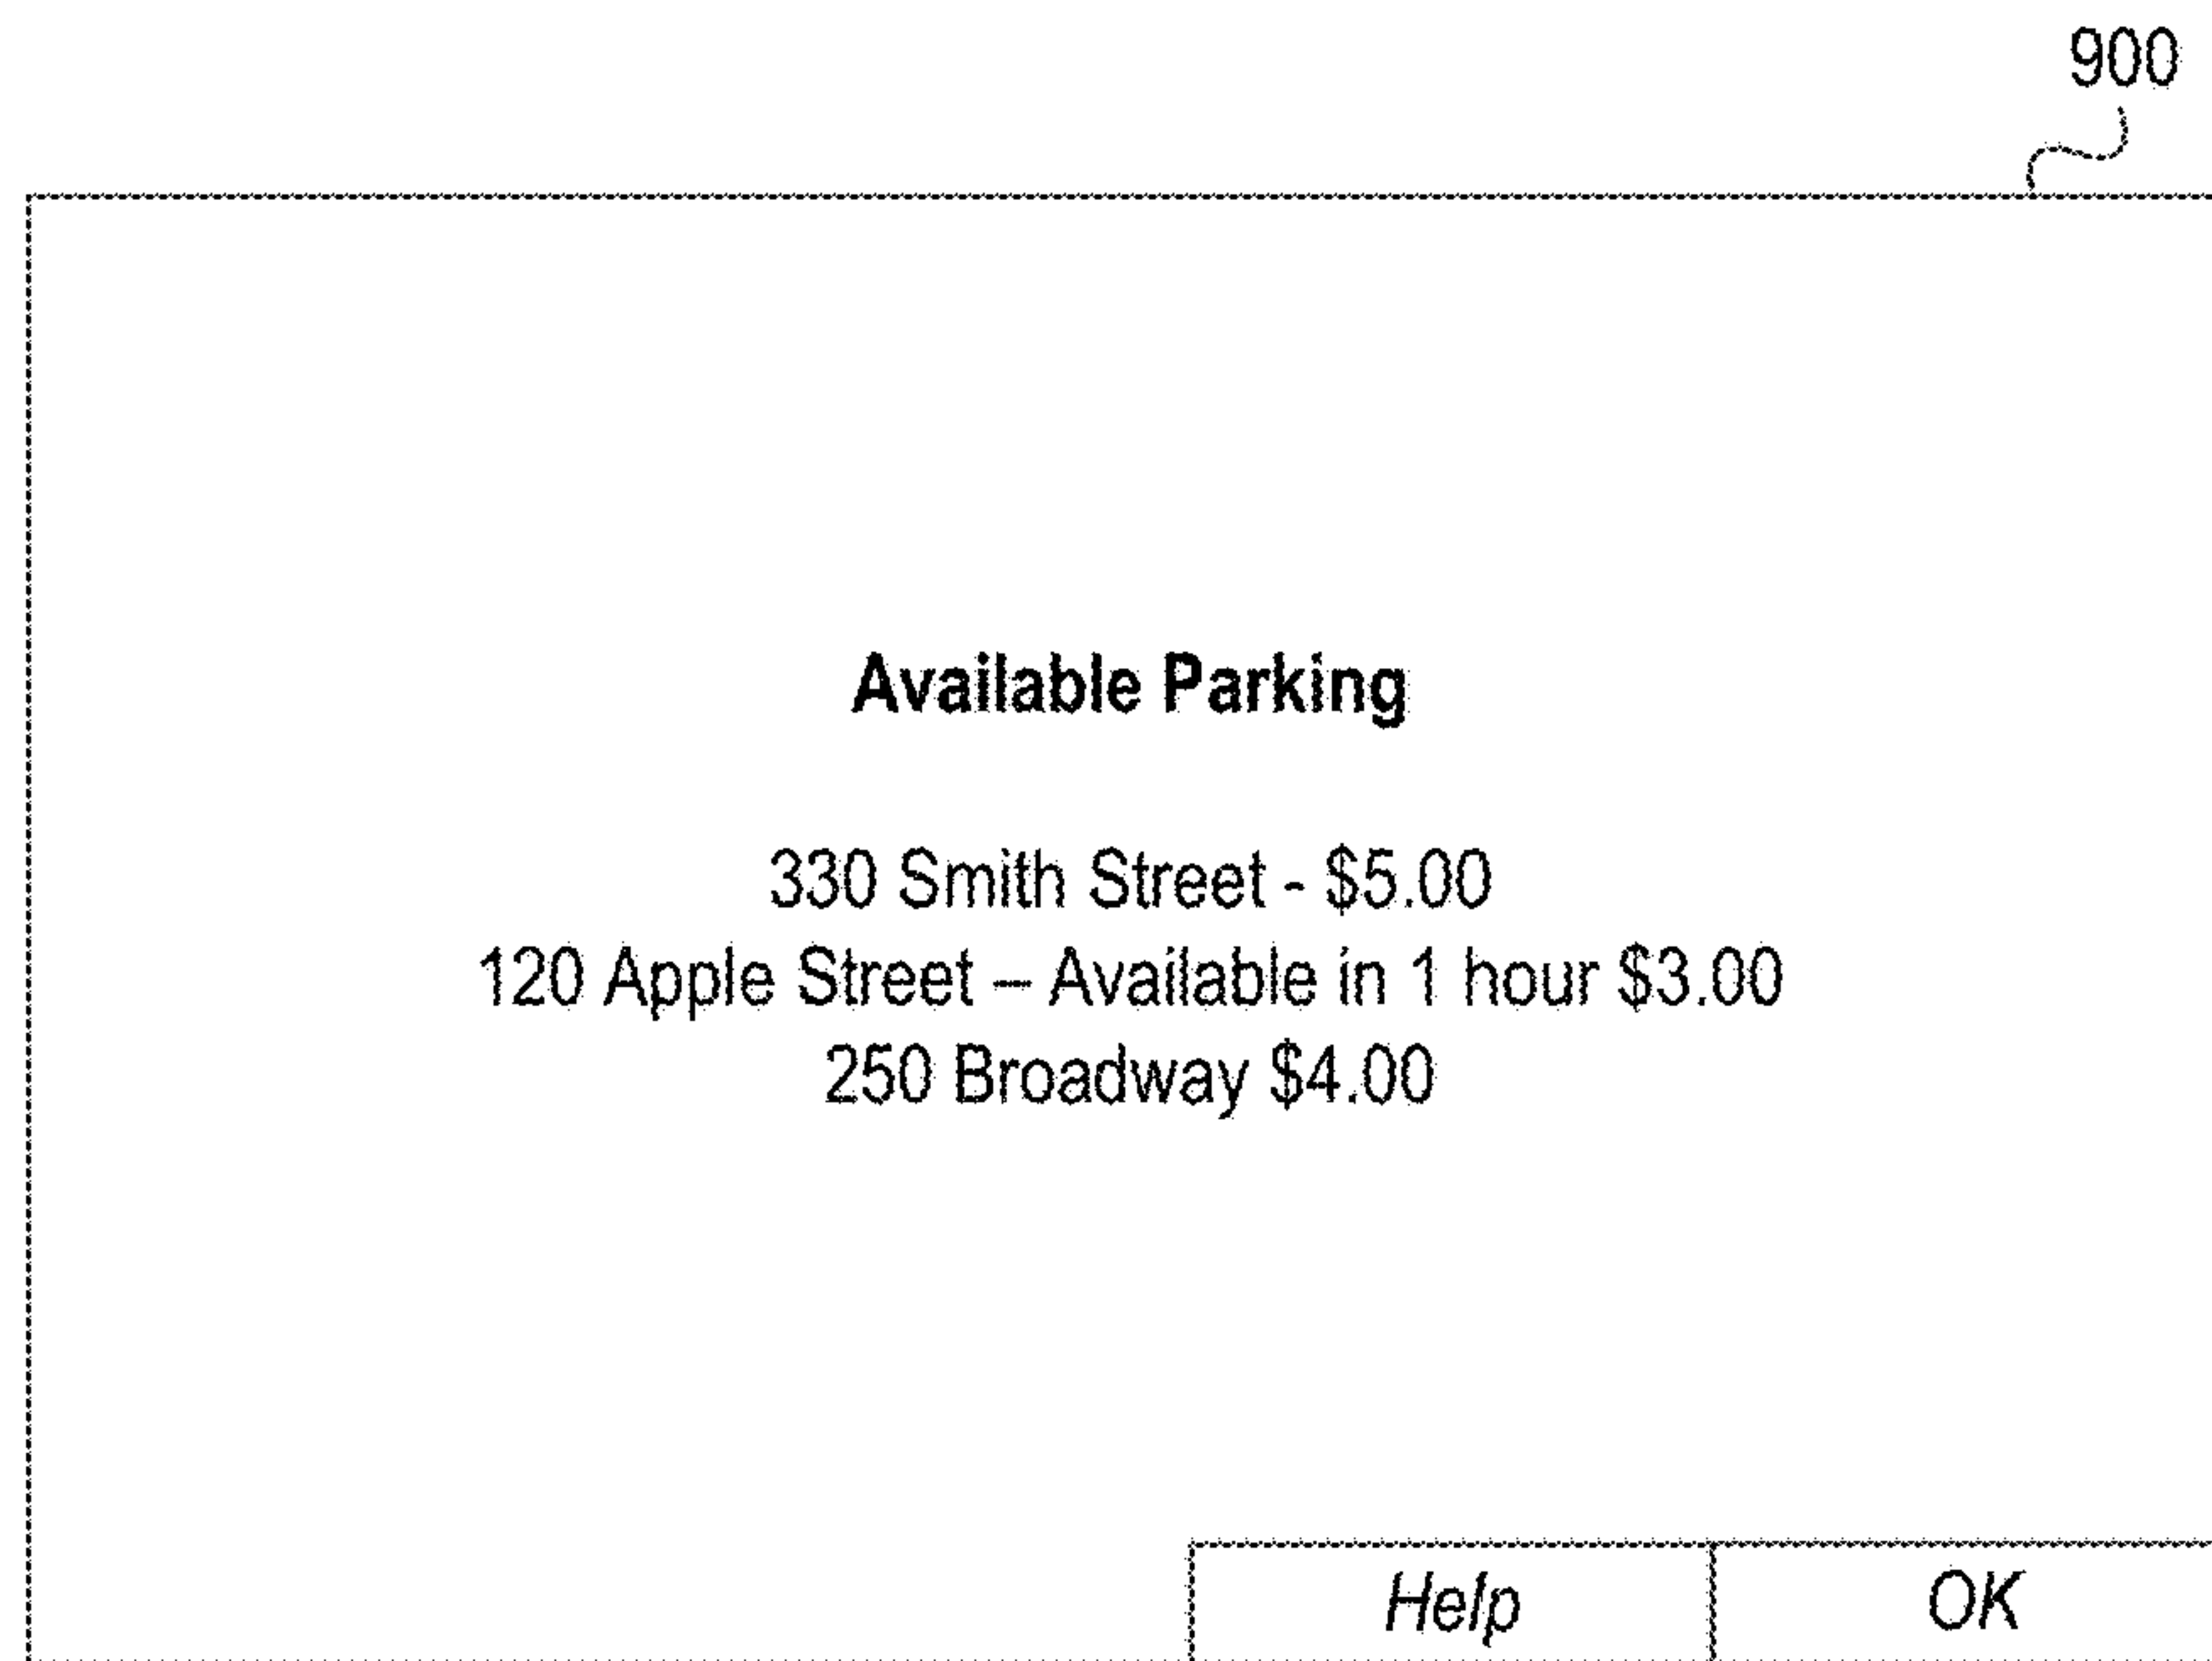 900
Available Parking
330 Smith Street - $5.00
120 Apple Street – Available in 1 hour $3.00
250 Broadway $4.00
Help OK